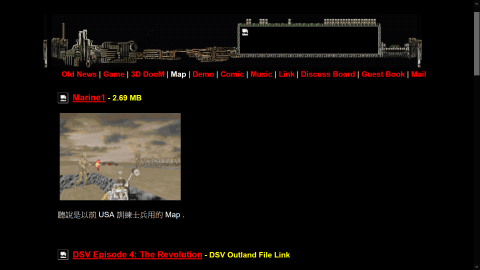 Old News | Game | 3D DooM | Map | Demo | Comic | Music | Link | Discuss Board | Guest Book | Mail
Marine1 - 2.69 MB
聽說是以前 USA 訓練士兵用的 Map .
DSV Episode 4: The Revolution - DSV Outland File Link